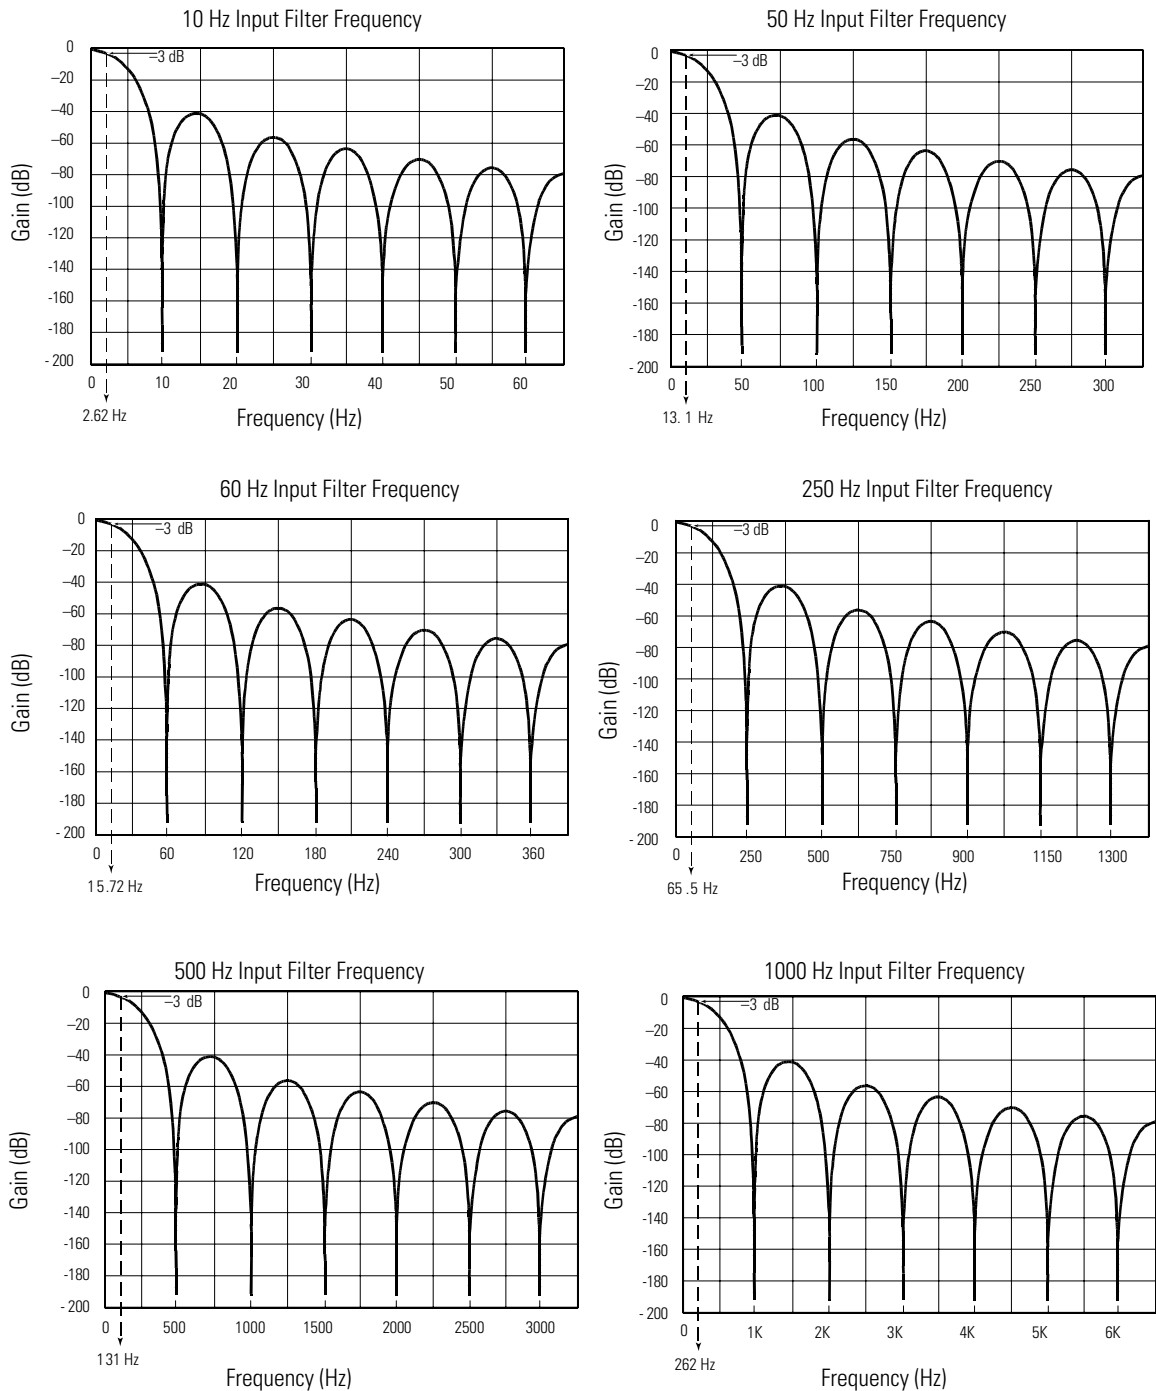 10 Hz Input Filter Frequency
0
–3 dB
–20
–40
–60
–80
-100
-120
-140
-160
-180
- 200
Gain (dB)
0 10 20 30 40 50 60
2.62 Hz
Frequency (Hz)
50 Hz Input Filter Frequency
0
–3 dB
–20
–40
–60
–80
-100
-120
-140
-160
-180
- 200
Gain (dB)
0 50 100 150 200 250 300
13. 1 Hz
Frequency (Hz)
60 Hz Input Filter Frequency
0
–3 dB
–20
–40
–60
–80
-100
-120
-140
-160
-180
- 200
Gain (dB)
0 60 120 180 240 300 360
15.72 Hz
Frequency (Hz)
250 Hz Input Filter Frequency
0
–3 dB
–20
–40
–60
–80
-100
-120
-140
-160
-180
- 200
Gain (dB)
0 250 500 750 900 1150 1300
65 .5 Hz
Frequency (Hz)
500 Hz Input Filter Frequency
0
–3 dB
–20
–40
–60
–80
-100
-120
-140
-160
-180
- 200
Gain (dB)
0 500 1000 1500 2000 2500 3000
131 Hz
Frequency (Hz)
1000 Hz Input Filter Frequency
0
–3 dB
–20
–40
–60
–80
-100
-120
-140
-160
-180
- 200
Gain (dB)
0 1K 2K 3K 4K 5K 6K
262 Hz
Frequency (Hz)